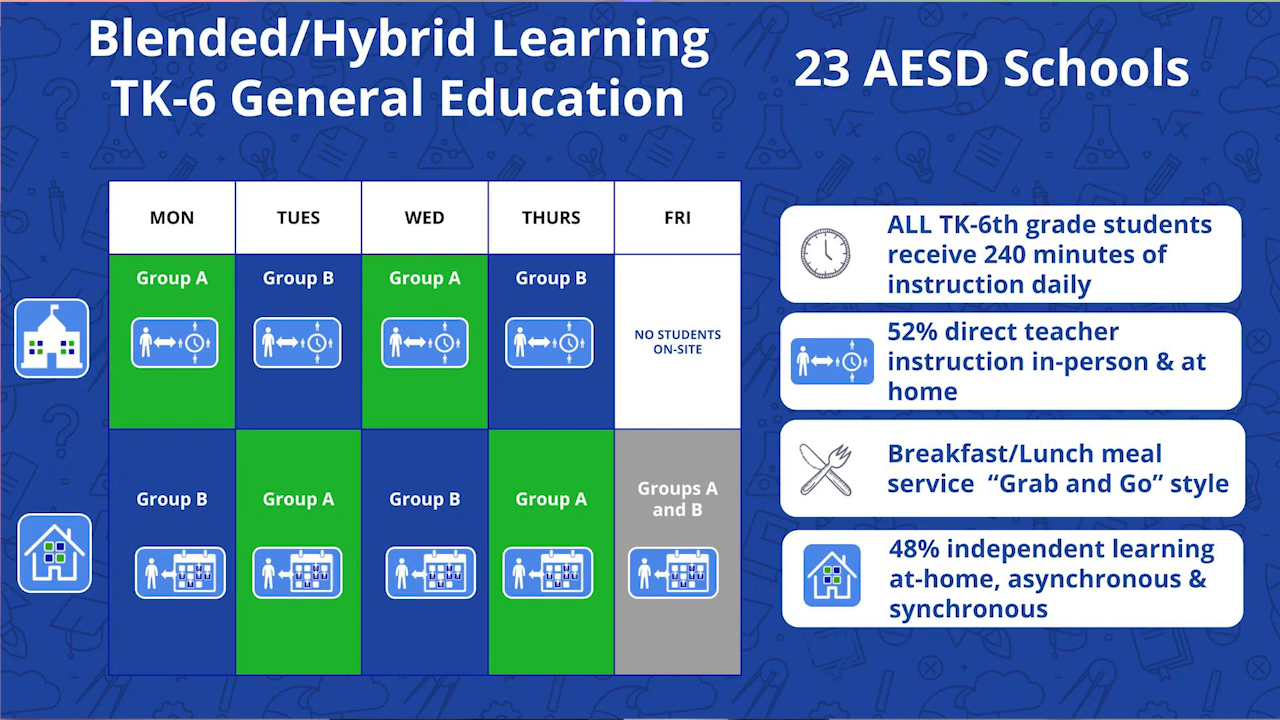 Blended/Hybrid Learning
TK-6 General Education
23 AESD Schools
MON
TUES
WED
THURS
FRI
Group A
Group B
Group A
Group B
NO STUDENTS
ON-SITE
Group B
Group A
Group B
Group A
Groups A
and B
ALL TK-6th grade students
receive 240 minutes of
instruction daily
52% direct teacher
instruction in-person & at
home
Breakfast/Lunch meal
service “Grab and Go” style
48% independent learning
at-home, asynchronous &
synchronous